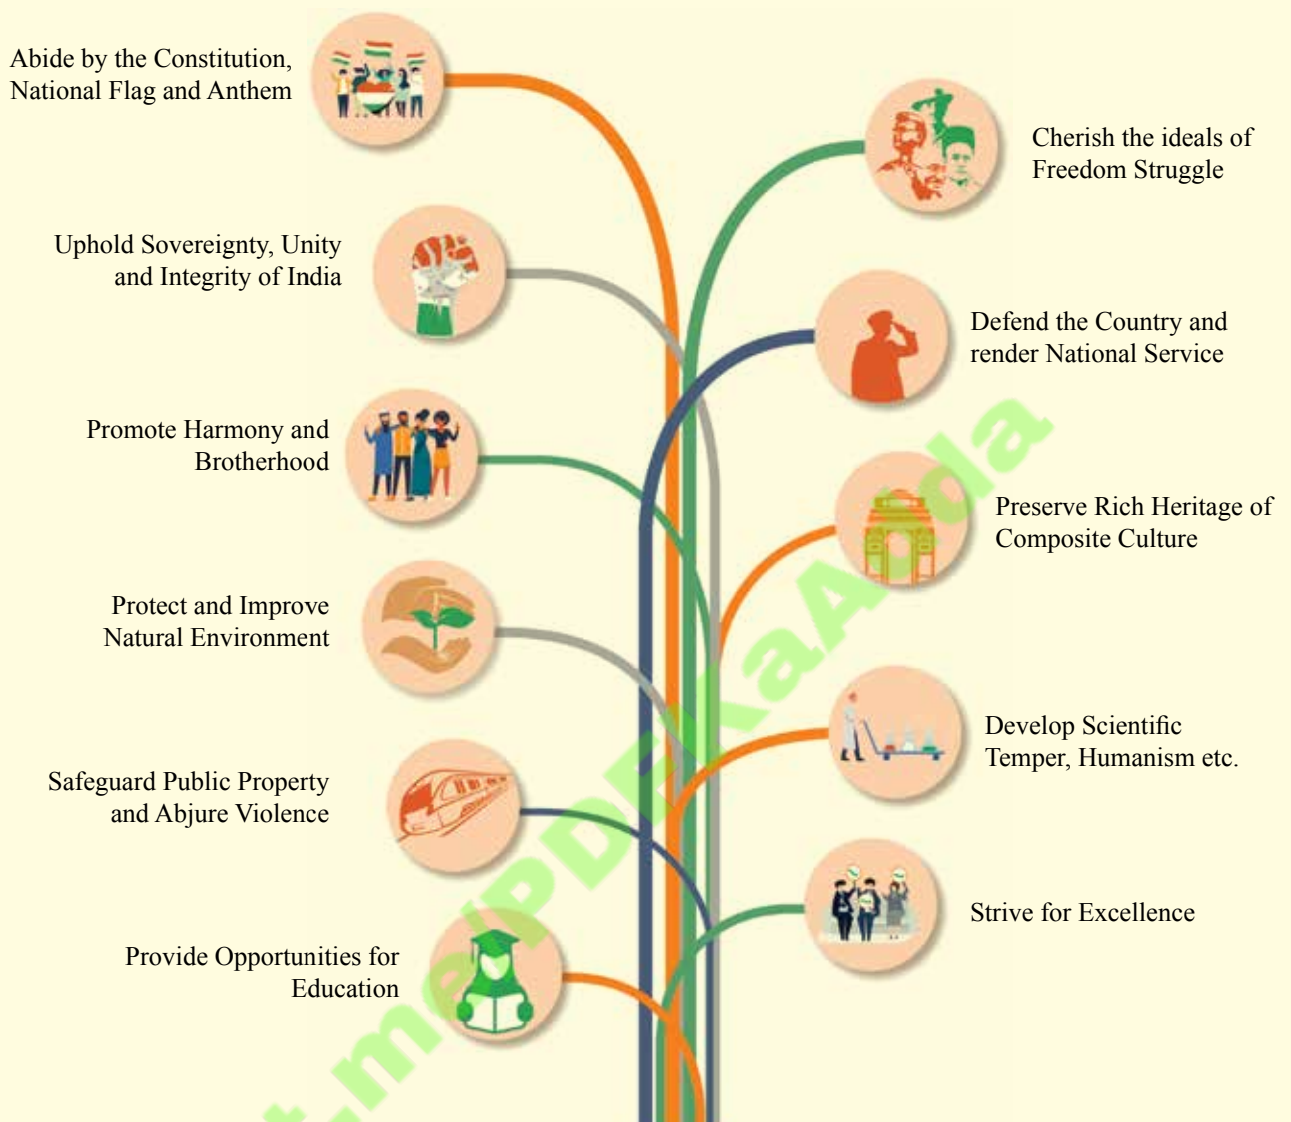 Abide by the Constitution,
National Flag and Anthem
Cherish the ideals of
Freedom Struggle
Uphold Sovereignty, Unity
and Integrity of India
Defend the Country and
render National Service
Promote Harmony and
Brotherhood
Preserve Rich Heritage of
Composite Culture
Protect and Improve
Natural Environment
Develop Scientific
Temper, Humanism etc.
Safeguard Public Property
and Abjure Violence
Strive for Excellence
Provide Opportunities for
Education
t.me/PDFKaAdda